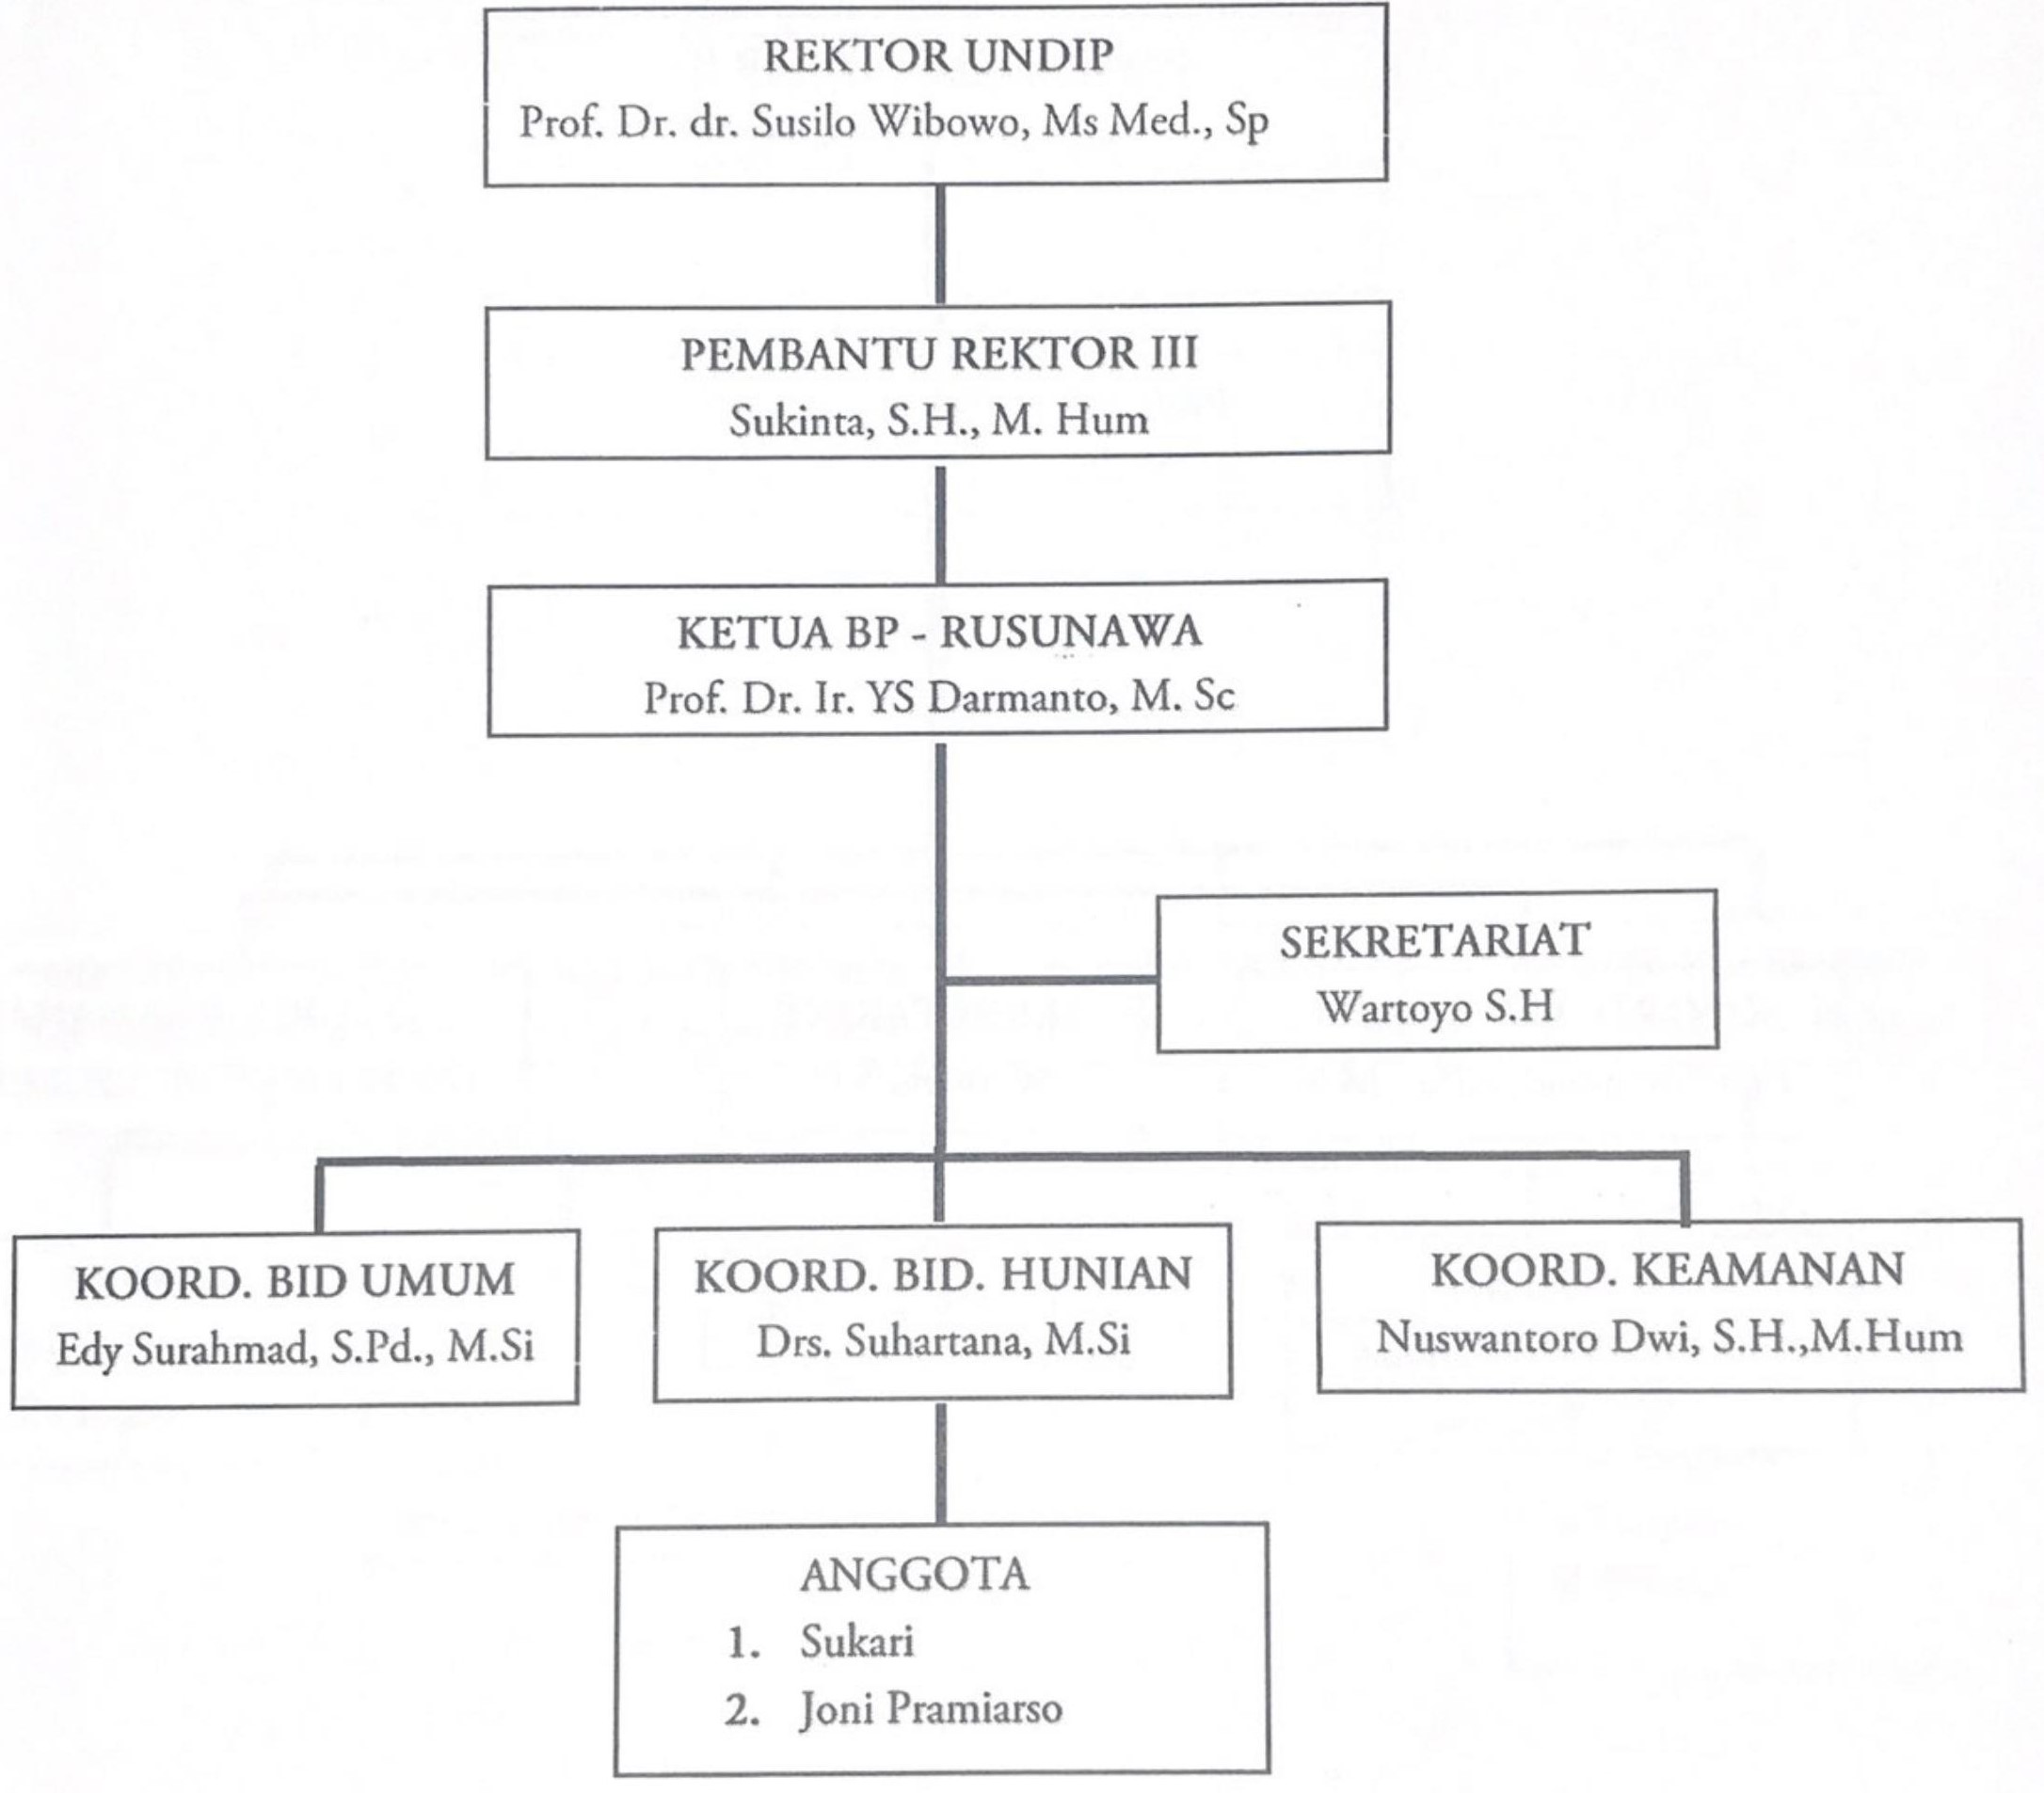 REKTOR UNDIP
Prof. Dr. dr. Susilo Wibowo, Ms Med., Sp
PEMBANTU REKTOR III
Sukinta, S.H., M. Hum
KETUA BP - RUSUNAWA
Prof. Dr. Ir. YS Darmanto, M. Sc
SEKRETARIAT
Wartoyo S.H
KOORD. BID UMUM
Edy Surahmad, S.Pd., M.Si
KOORD. BID. HUNIAN
Drs. Suhartana, M.Si
KOORD. KEAMANAN
Nuswantoro Dwi, S.H.,M.Hum
ANGGOTA
1. Sukari
2. Joni Pramiarso